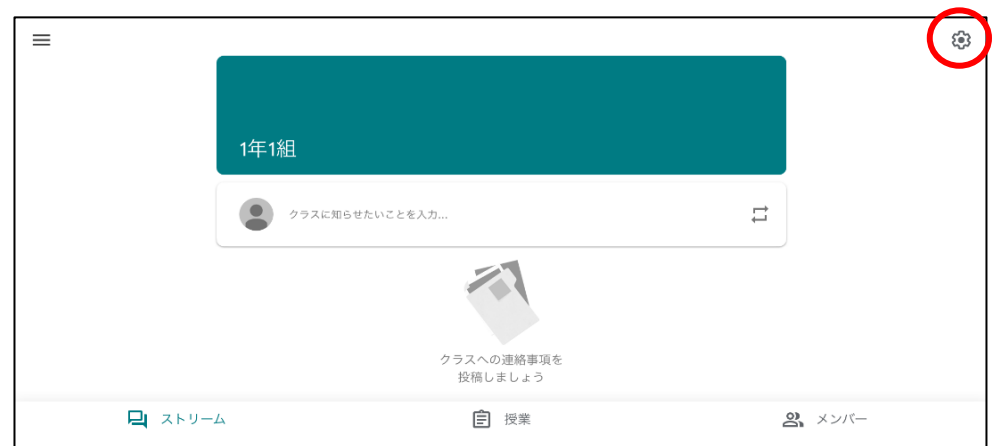 1年1組
クラスに知らせたいことを入力...
クラスへの連絡事項を
投稿しましょう
ストリーム
授業
メンバー